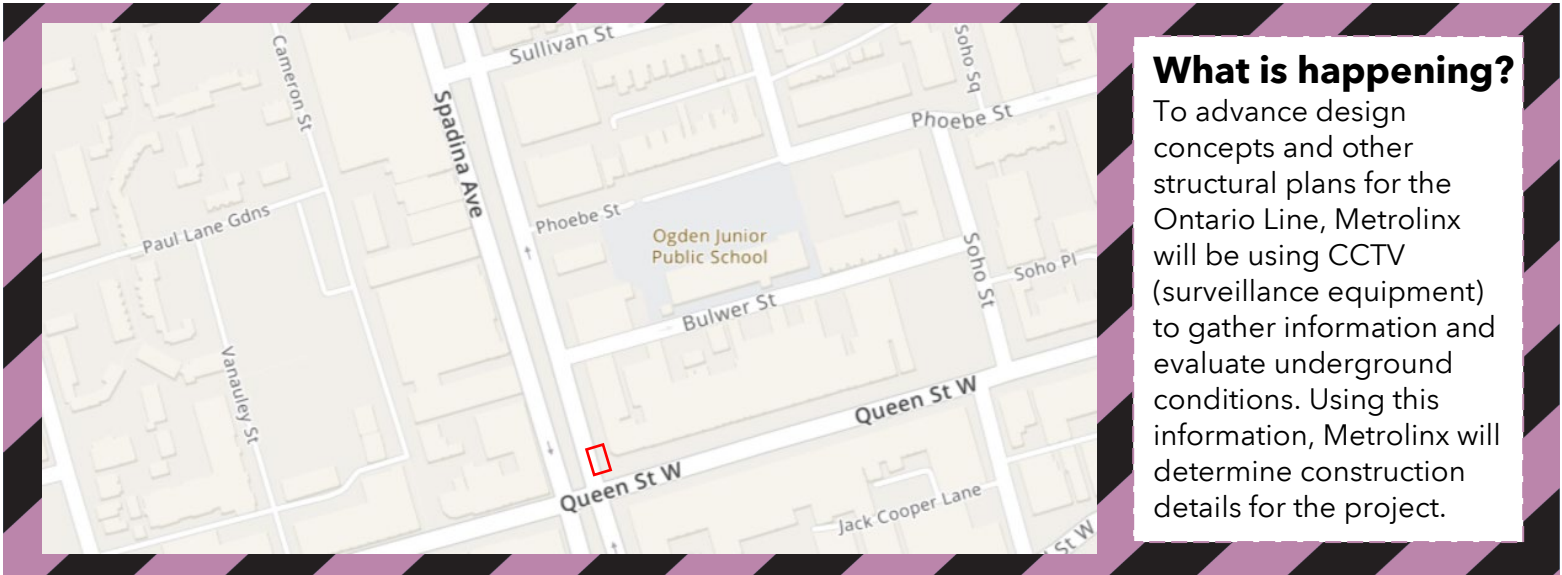 Cameron St
Sullivan St
Soho Sq
Spadina Ave
Phoebe St
Paul Lane Gdns
Phoebe St
Ogden Junior
Public School
Soho St
Soho Pl
Bulwer St
Vanauley St
Queen St W
Queen St W
Jack Cooper Lane
St W
What is happening?
To advance design
concepts and other
structural plans for the
Ontario Line, Metrolinx
will be using CCTV
(surveillance equipment)
to gather information and
evaluate underground
conditions. Using this
information, Metrolinx will
determine construction
details for the project.